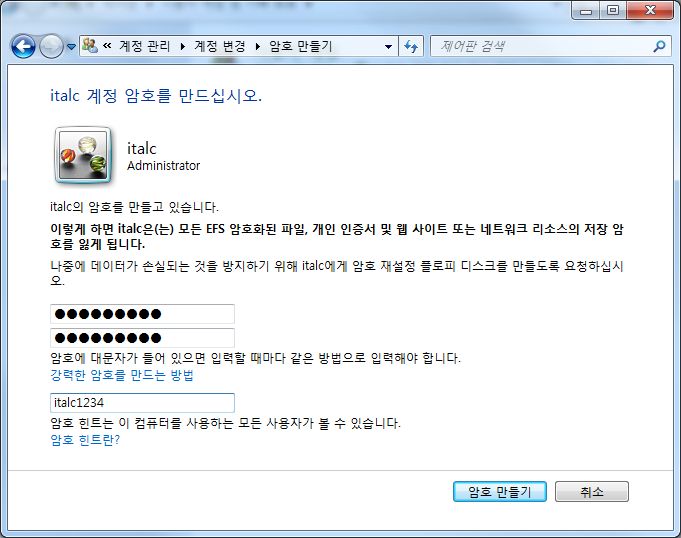 « 계정 관리 ▸ 계정 변경 ▸ 암호 만들기
제어판 검색
italc 계정 암호를 만드십시오.
italc
Administrator
italc의 암호를 만들고 있습니다.
이렇게 하면 italc은(는) 모든 EFS 암호화된 파일, 개인 인증서 및 웹 사이트 또는 네트워크 리소스의 저장 암
호를 잃게 됩니다.
나중에 데이터가 손실되는 것을 방지하기 위해 italc에게 암호 재설정 플로피 디스크를 만들도록 요청하십시
오.
●●●●●●●●●
●●●●●●●●●
암호에 대문자가 들어 있으면 입력할 때마다 같은 방법으로 입력해야 합니다.
강력한 암호를 만드는 방법
italc1234
암호 힌트는 이 컴퓨터를 사용하는 모든 사용자가 볼 수 있습니다.
암호 힌트란?
암호 만들기
취소